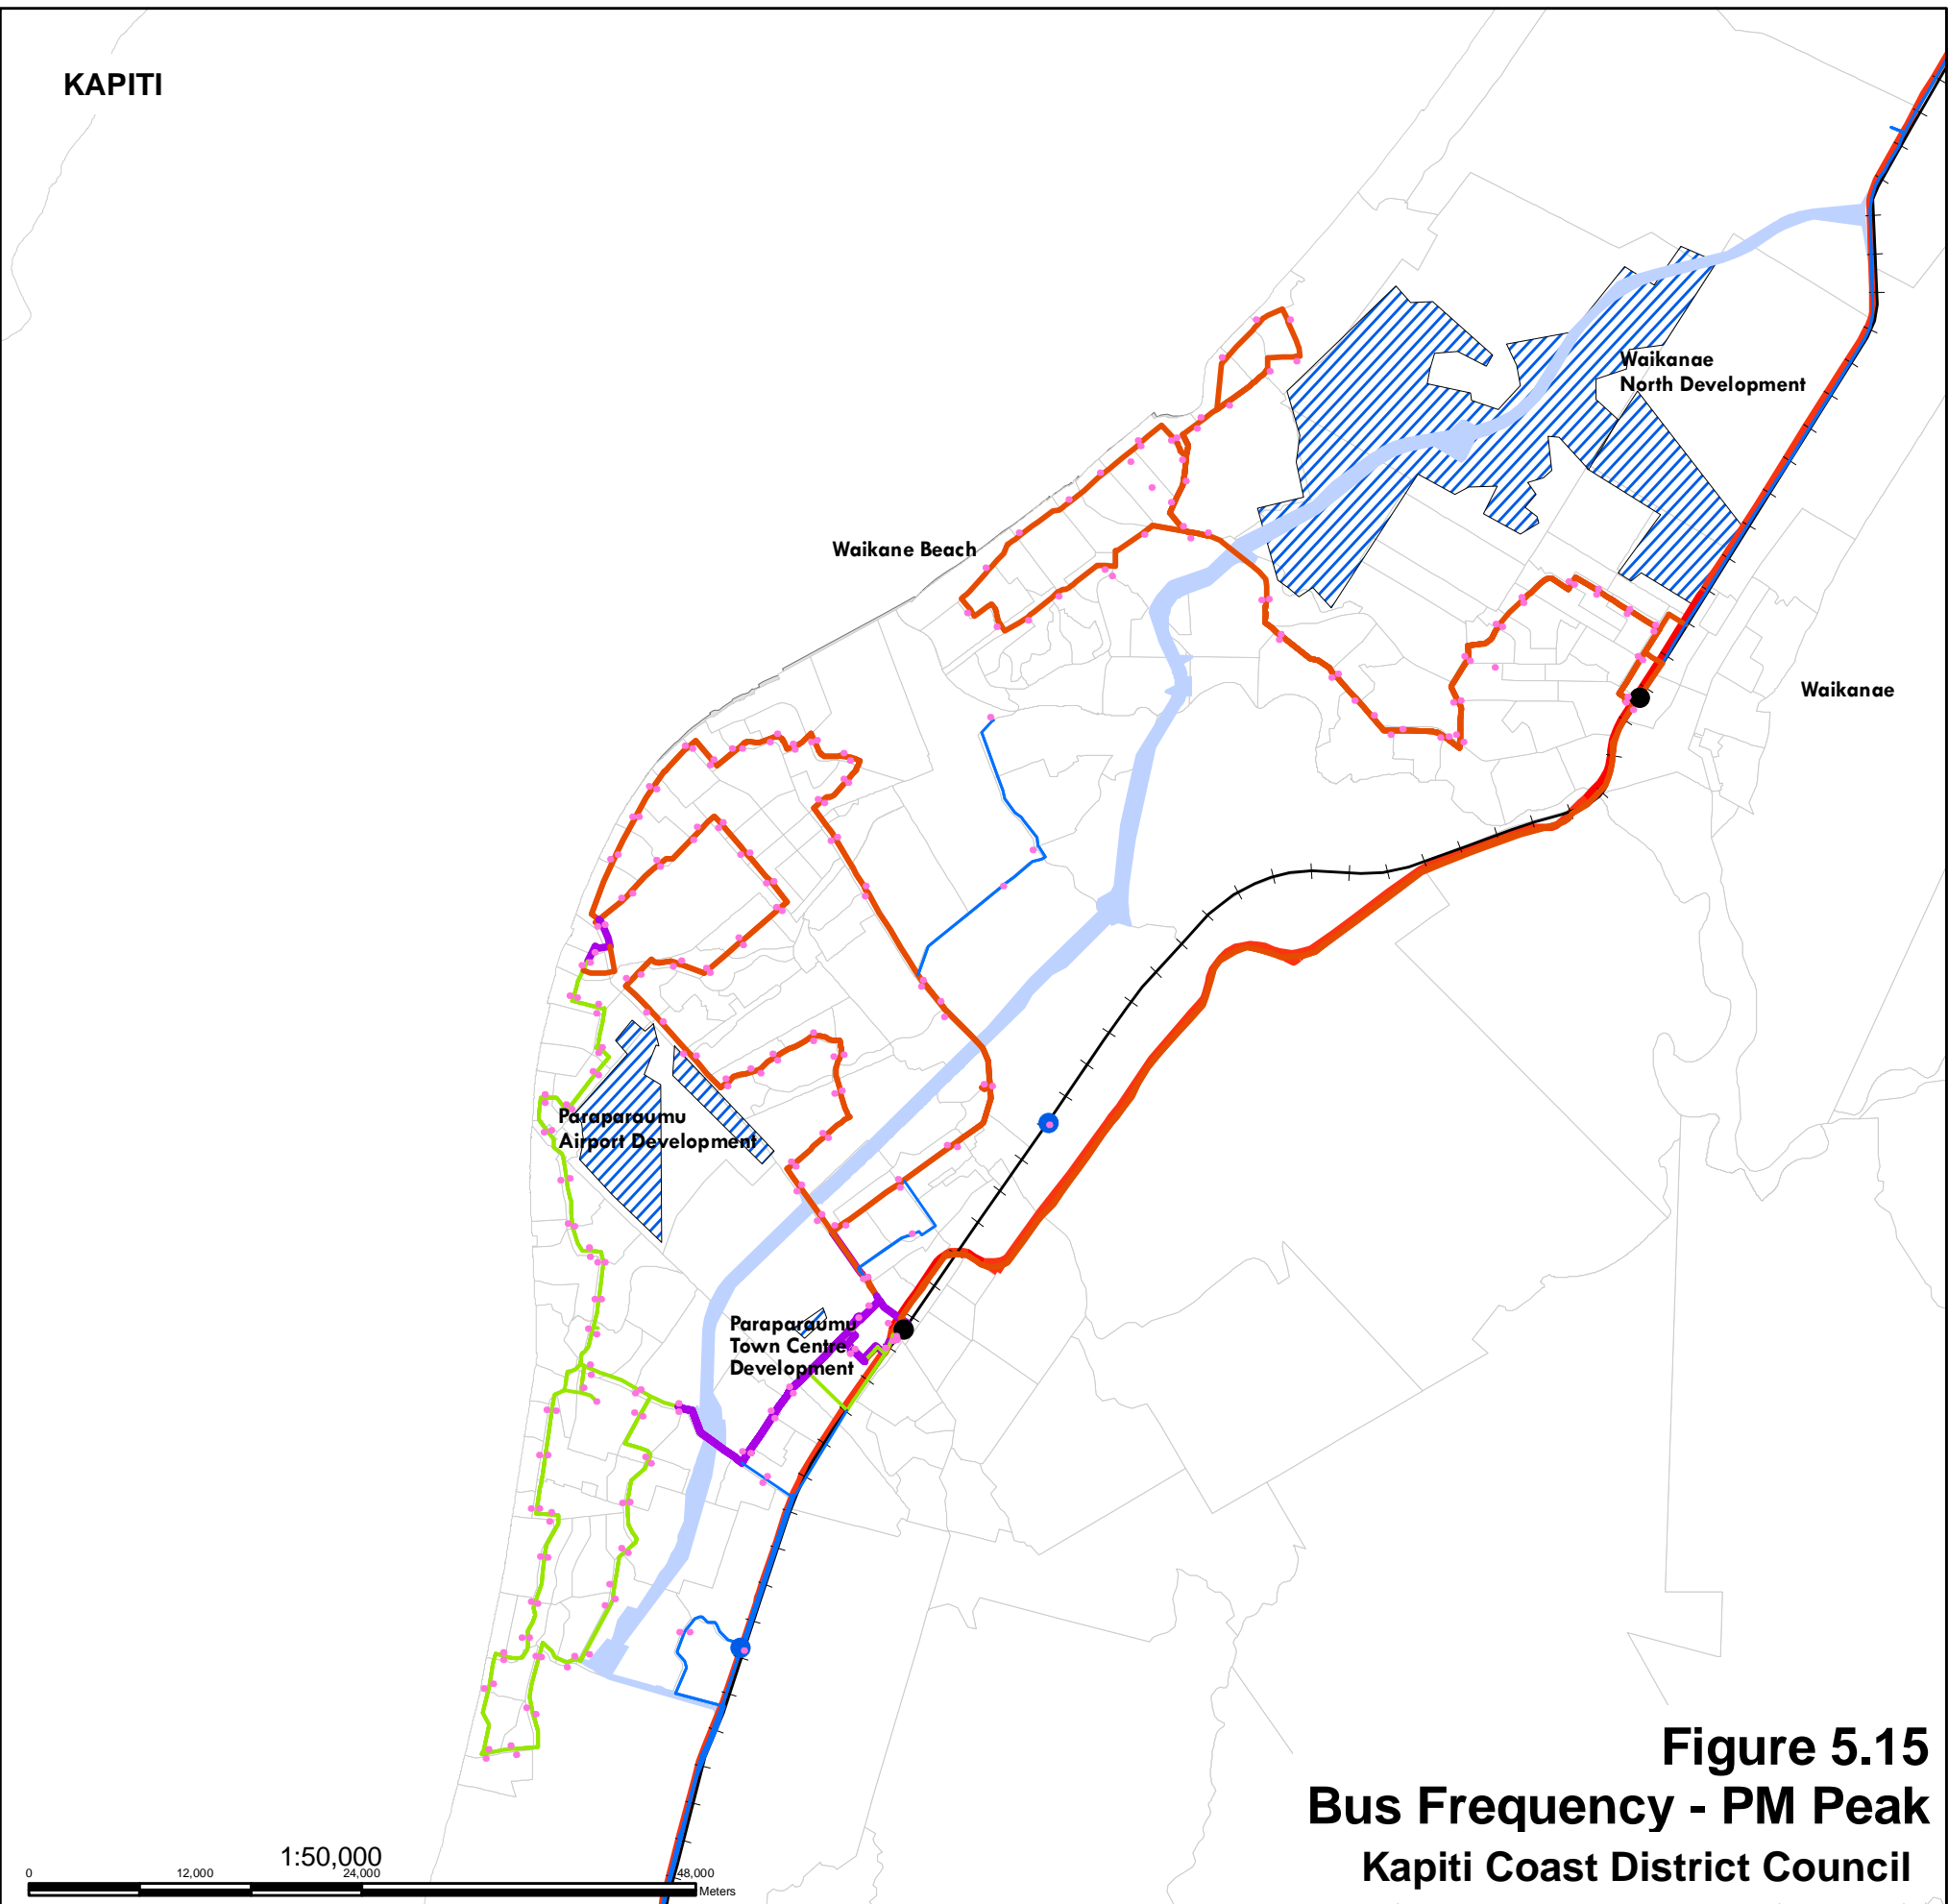 KAPITI
Waikanae
North Development
Waikane Beach
Waikanae
Paraparaumu
Airport Development
Paraparaumu
Town Centre
Development
Figure 5.15
Bus Frequency - PM Peak
Kapiti Coast District Council
1:50,000
0 12,000 24,000 48,000
Meters